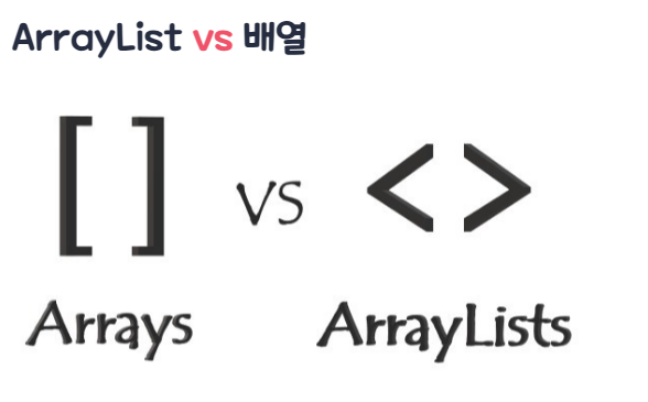 ArrayList vs 배열
[ ] vs < >
Arrays ArrayLists